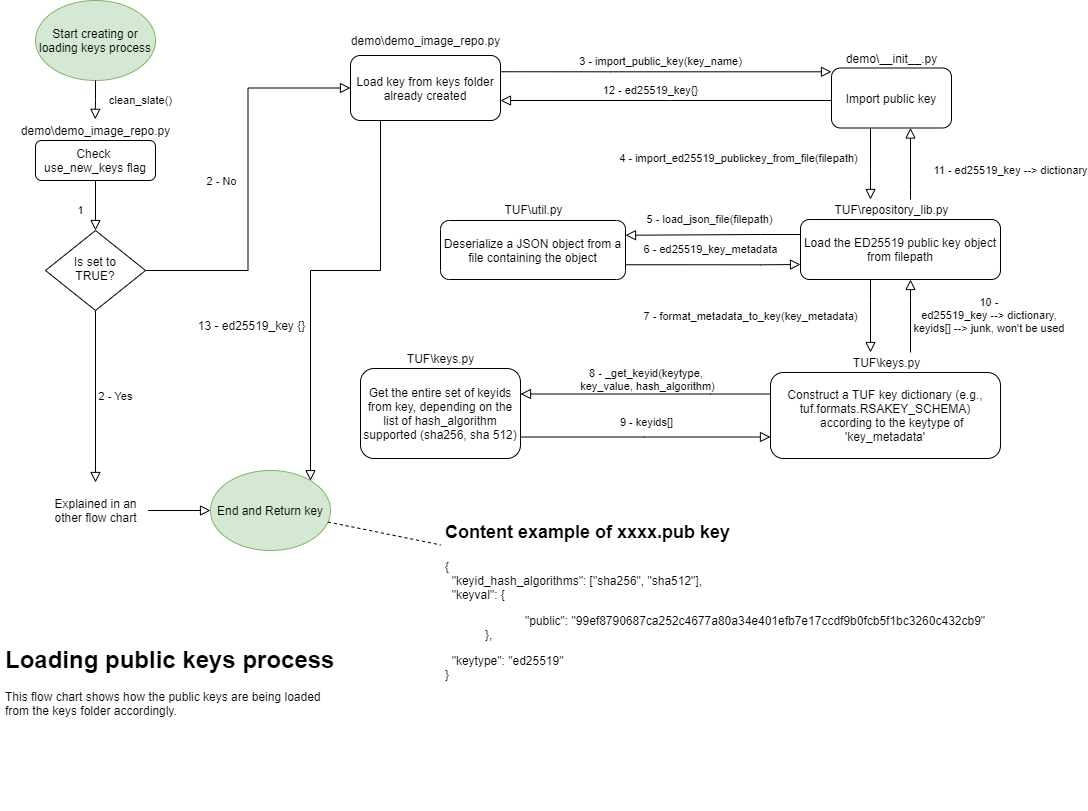 Start creating or
loading keys process
clean_slate()
demo\demo_image_repo.py
Check
use_new_keys flag
1
Is set to
TRUE?
2 - No
2 - Yes
Explained in an
other flow chart
End and Return key
demo\demo_image_repo.py
Load key from keys folder
already created
3 - import_public_key(key_name)
12 - ed25519_key{}
demo\__init__.py
Import public key
4 - import_ed25519_publickey_from_file(filepath)
11 - ed25519_key --> dictionary
TUF\util.py
Deserialize a JSON object from a
file containing the object
5 - load_json_file(filepath)
6 - ed25519_key_metadata
TUF\repository_lib.py
Load the ED25519 public key object
from filepath
7 - format_metadata_to_key(key_metadata)
10 -
ed25519_key --> dictionary,
keyids[] --> junk, won't be used
13 - ed25519_key {}
TUF\keys.py
Get the entire set of keyids
from key, depending on the
list of hash_algorithm
supported (sha256, sha 512)
8 - _get_keyid(keytype,
key_value, hash_algorithm)
9 - keyids[]
TUF\keys.py
Construct a TUF key dictionary (e.g.,
tuf.formats.RSAKEY_SCHEMA)
according to the keytype of
'key_metadata'
Content example of xxxx.pub key
{
"keyid_hash_algorithms": ["sha256", "sha512"],
"keyval": {
"public": "99ef8790687ca252c4677a80a34e401efb7e17ccdf9b0fcb5f1bc3260c432cb9"
},
"keytype": "ed25519"
}
Loading public keys process
This flow chart shows how the public keys are being loaded
from the keys folder accordingly.